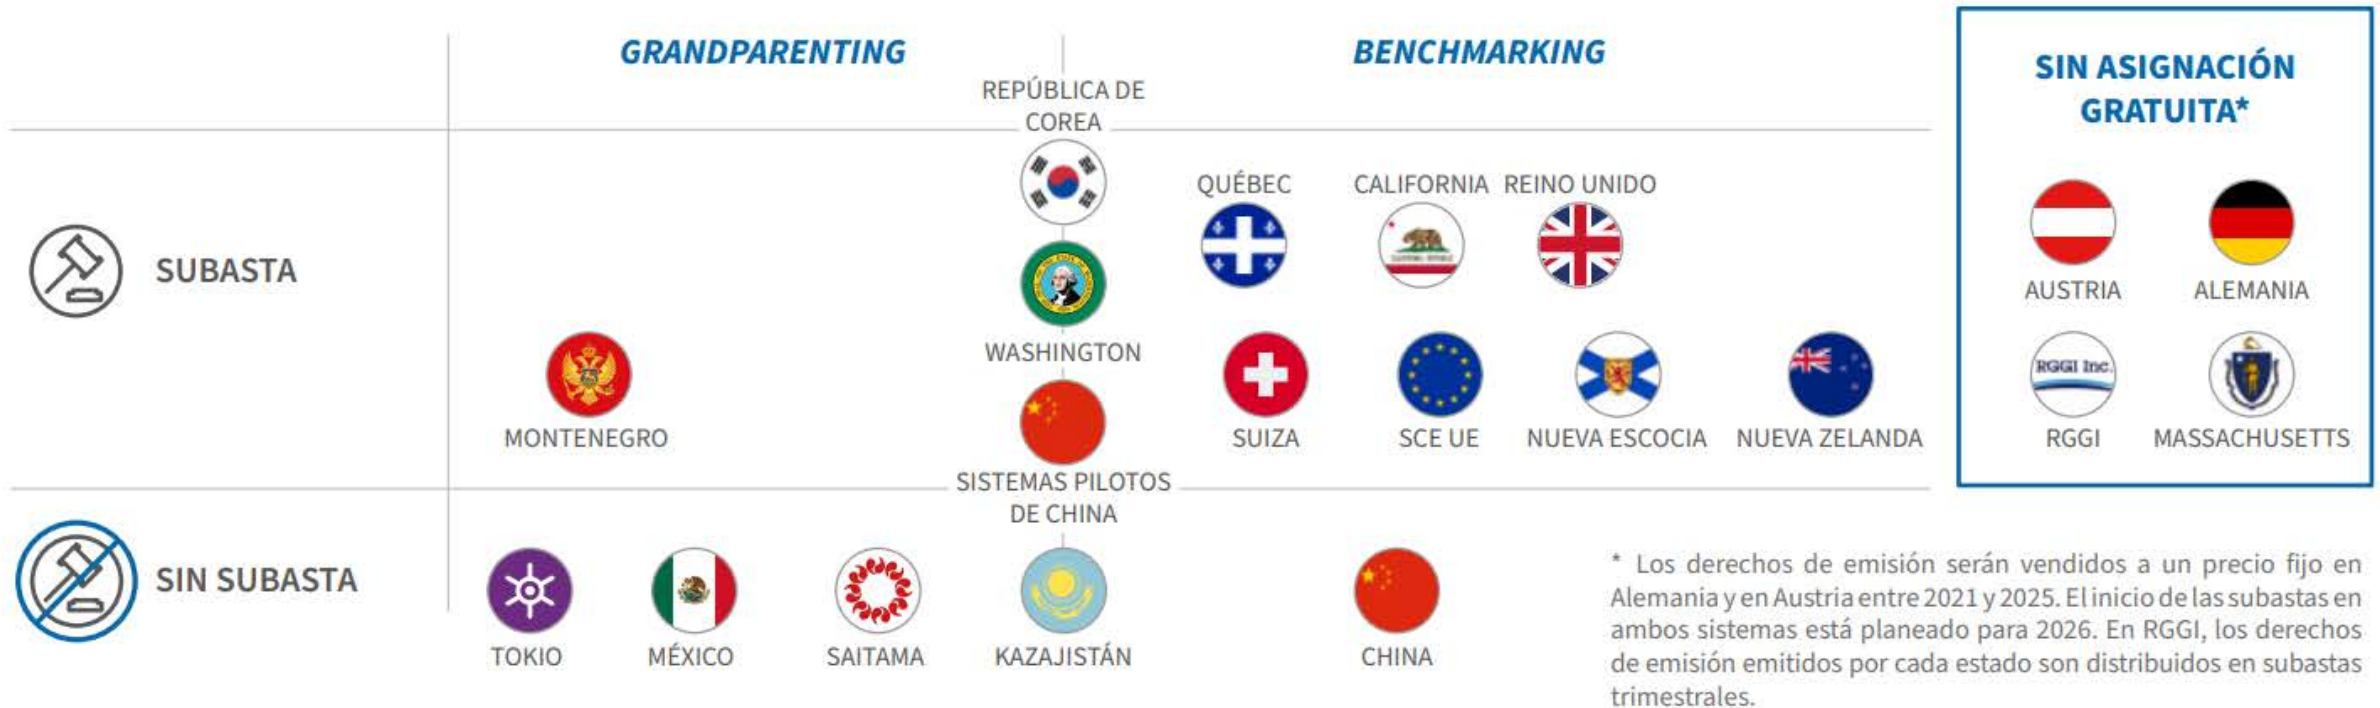 GRANDPARENTING
BENCHMARKING
SIN ASIGNACIÓN
GRATUITA*
REPÚBLICA DE
COREA
SUBASTA
QUÉBEC
CALIFORNIA
REINO UNIDO
WASHINGTON
MONTENEGRO
SUIZA
SCE UE
NUEVA ESCOCIA
NUEVA ZELANDA
SISTEMAS PILOTOS
DE CHINA
AUSTRIA
ALEMANIA
RGGI Inc.
RGGI
MASSACHUSETTS
SIN SUBASTA
TOKIO
MÉXICO
SAITAMA
KAZAJISTÁN
CHINA
* Los derechos de emisión serán vendidos a un precio fijo en
Alemania y en Austria entre 2021 y 2025. El inicio de las subastas en
ambos sistemas está planeado para 2026. En RGGI, los derechos
de emisión emitidos por cada estado son distribuidos en subastas
trimestrales.